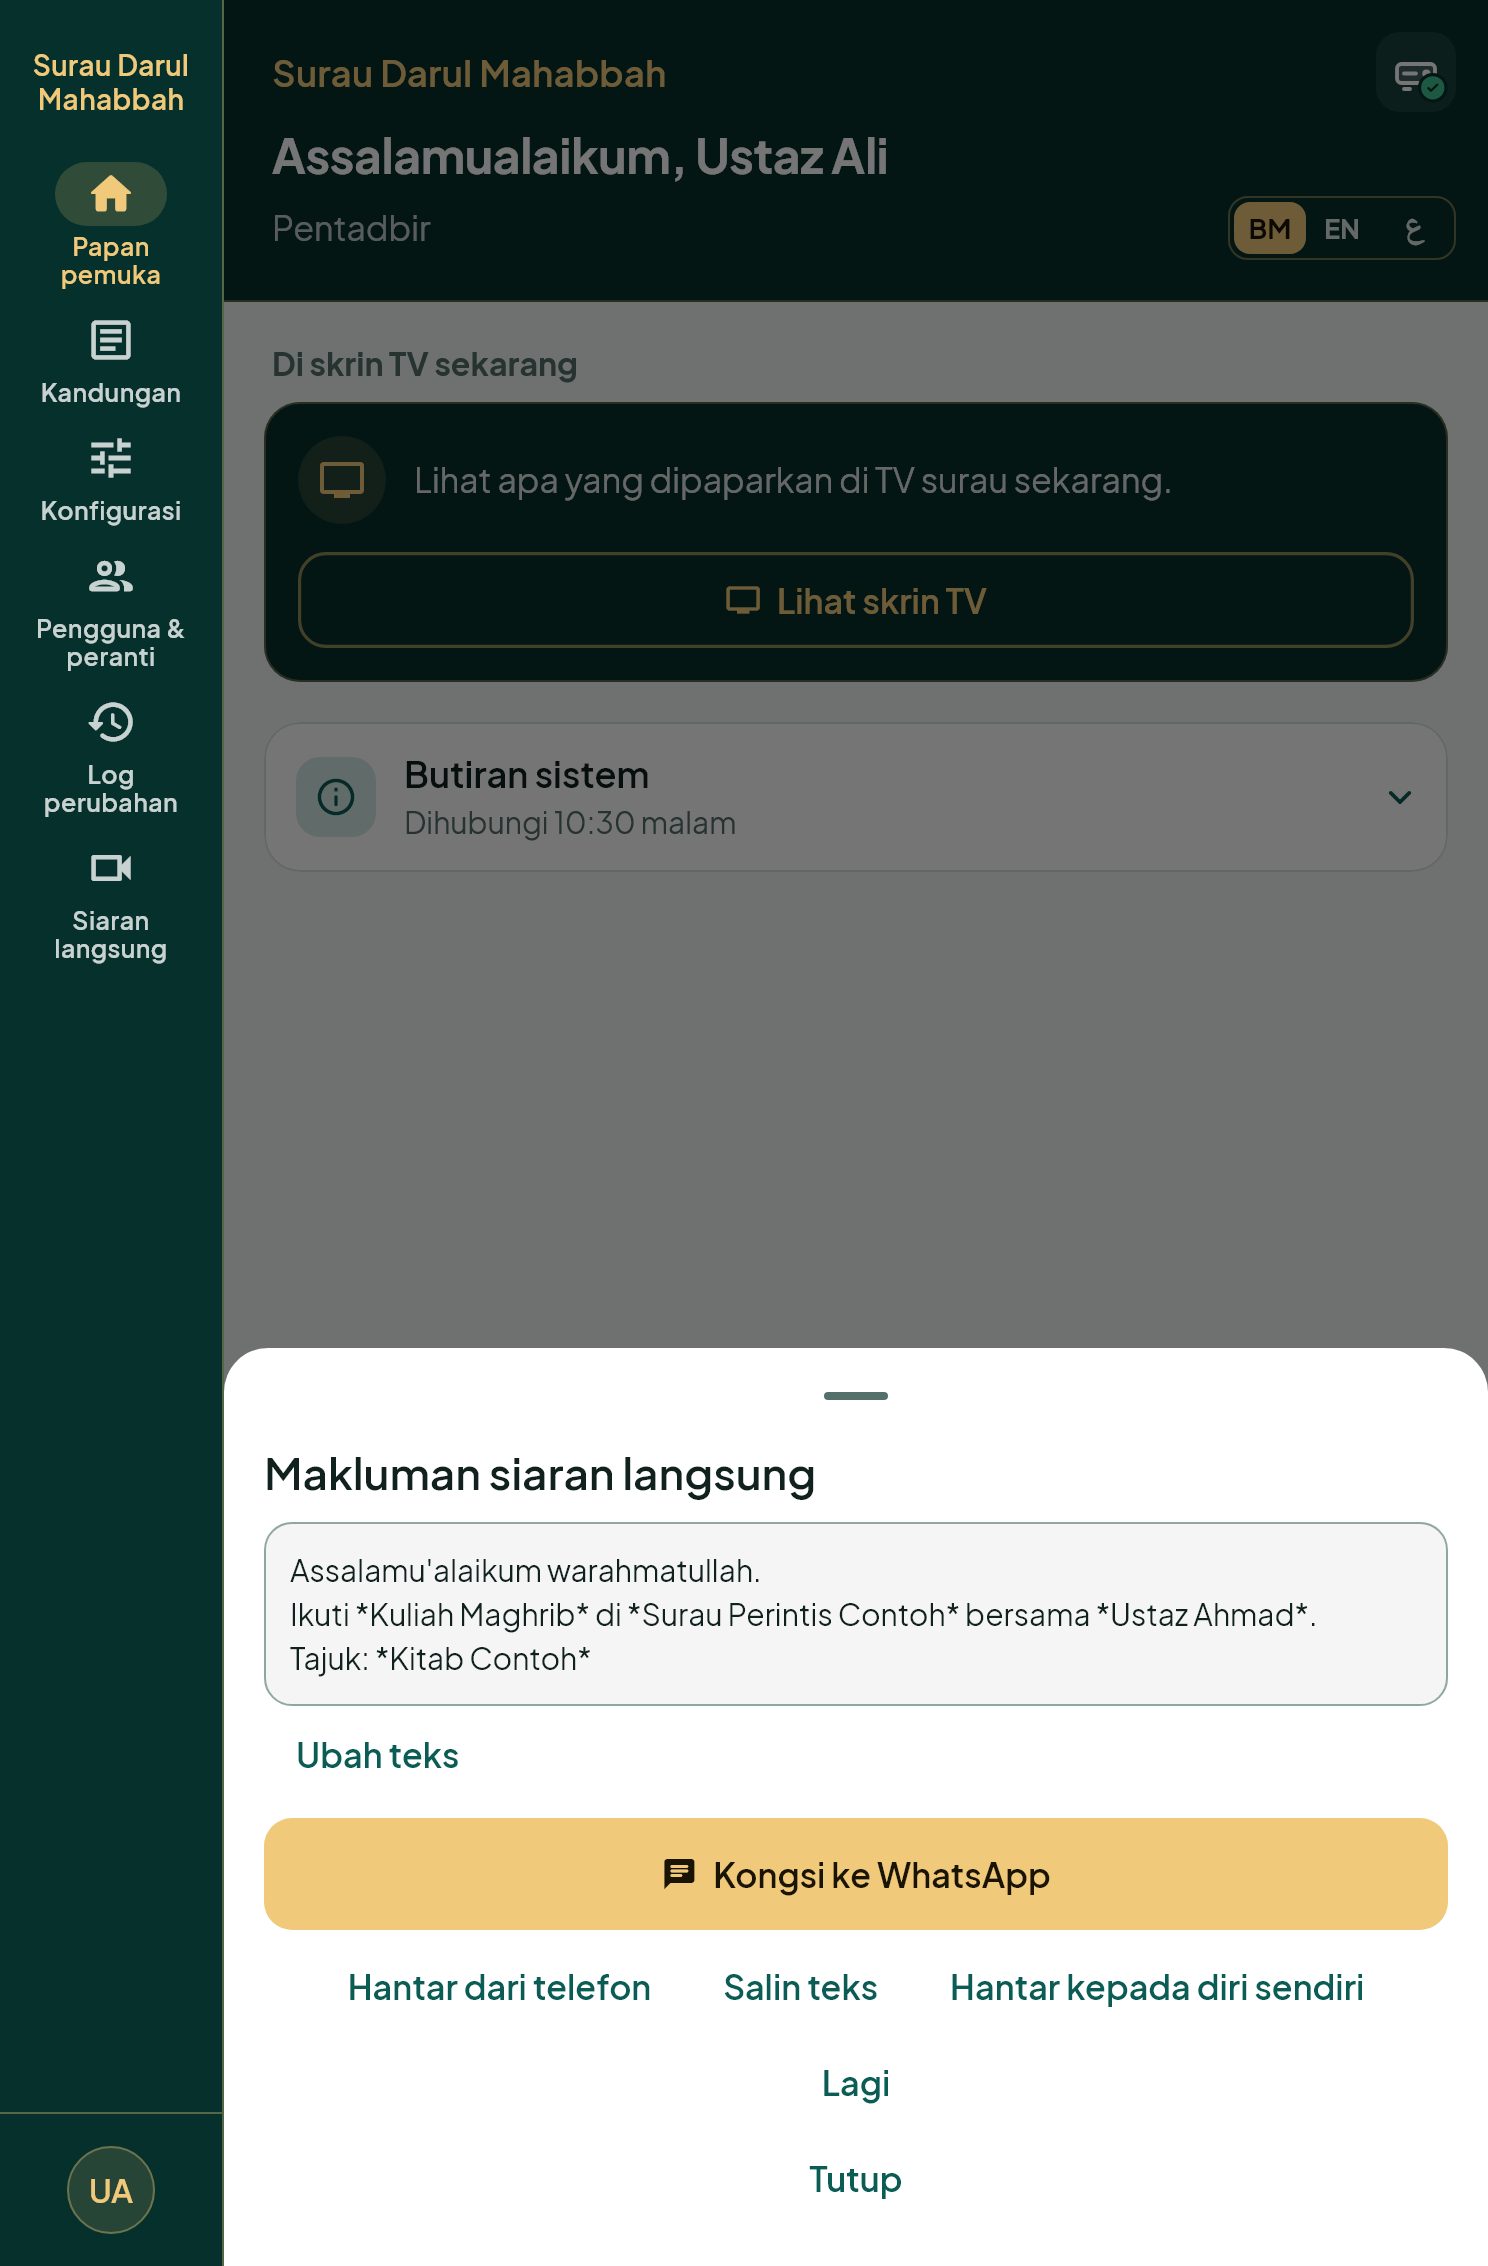 Surau Darul
Mahabbah
Papan
pemuka
Kandungan
Konfigurasi
Pengguna &
peranti
Log
perubahan
Siaran
langsung
UA
Surau Darul Mahabbah
Assalamualaikum, Ustaz Ali
Pentadbir
BM EN ع
Di skrin TV sekarang
Lihat apa yang dipaparkan di TV surau sekarang.
Lihat skrin TV
Butiran sistem
Dihubungi 10:30 malam
Makluman siaran langsung
Assalamu'alaikum warahmatullah.
Ikuti *Kuliah Maghrib* di *Surau Perintis Contoh* bersama *Ustaz Ahmad*.
Tajuk: *Kitab Contoh*
Ubah teks
Kongsi ke WhatsApp
Hantar dari telefon Salin teks Hantar kepada diri sendiri
Lagi
Tutup